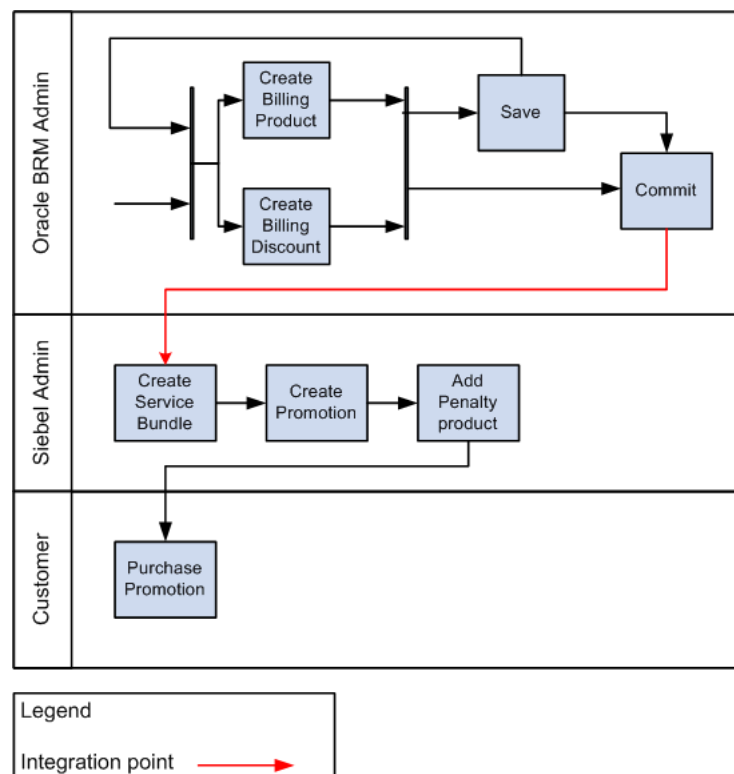 Oracle BRM Admin
Create
Billing
Product
Create
Billing
Discount
Save
Commit
Siebel Admin
Create
Service
Bundle
Create
Promotion
Add
Penalty
product
Customer
Purchase
Promotion
Legend
Integration point